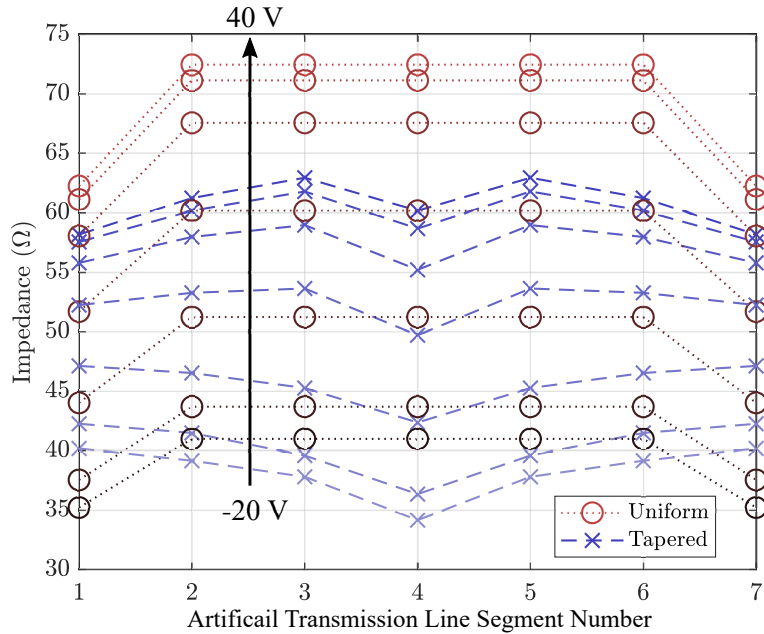 40 V
75
70
65
60
55
50
45
40
35
30
Impedance (Ω)
-20 V
Uniform
Tapered
1 2 3 4 5 6 7
Artificail Transmission Line Segment Number